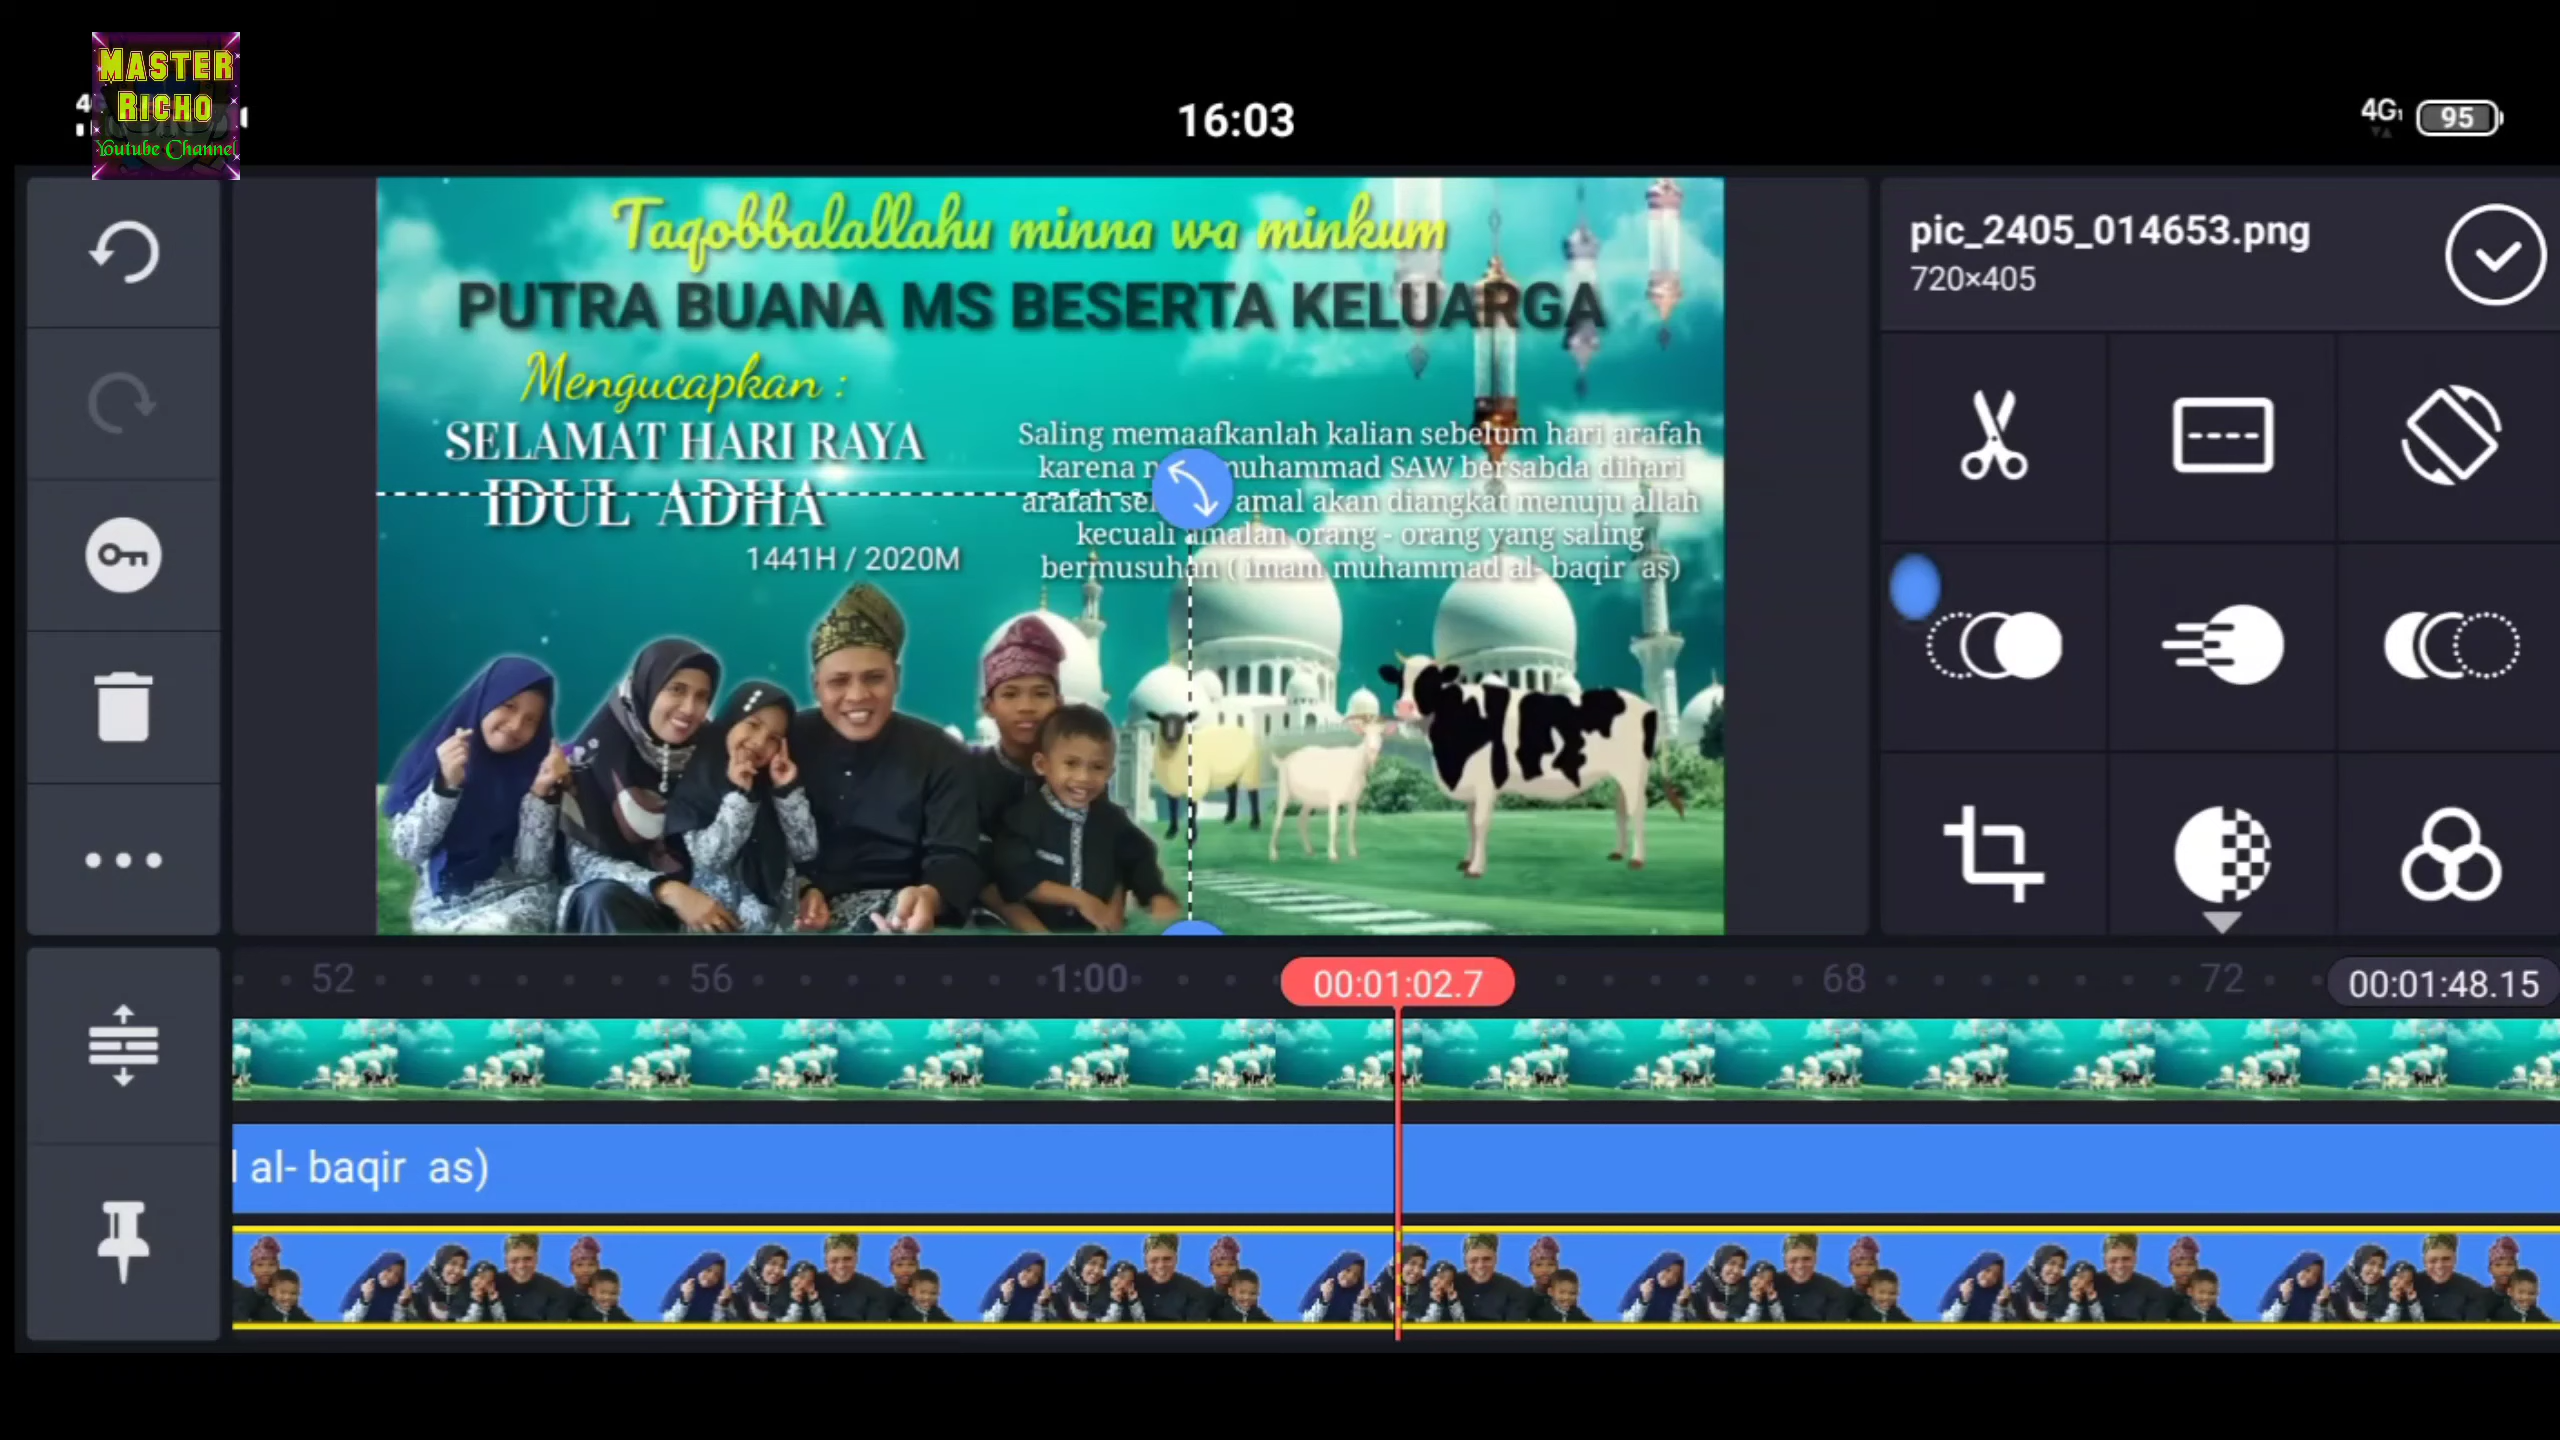 MASTER
RICHO
Youtube Channel
16:03
4G
95
Taqobbalallahu minna wa minkum
PUTRA BUANA MS BESERTA KELUARGA
Mengucapkan :
SELAMAT HARI RAYA
IDUL ADHA
1441H / 2020M
Saling memaafkanlah kalian sebelum hari arafah
karena muhammad SAW bersabda dihari
arafah amal akan diangkat menuju allah
kecuali amalan orang - orang yang saling
bermusuhan ( imam muhammad al- baqir as)
pic_2405_014653.png
720×405
52 56 1:00 00:01:02.7 68 72 00:01:48.15
al- baqir as)